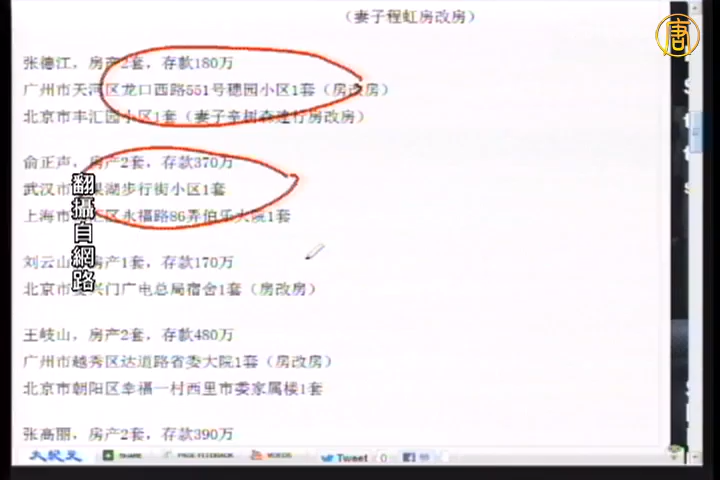 （妻子程虹房改房）
唐
张德江，房产2套，存款180万
广州市天河区龙口西路551号穗园小区1套（房改房）
北京市丰汇园小区1套（妻子辛树森进行房改房）
俞正声，房产2套，存款370万
武汉市 湖步行街小区1套
上海市 汇区永福路86弄伯乐大院1套
刘云山， 产1套，存款170万
北京市 兴门广电总局宿舍1套（房改房）
王岐山，房产2套，存款480万
广州市越秀区达道路省委大院1套（房改房）
北京市朝阳区幸福一村西里市委家属楼1套
张高丽，房产2套，存款390万
翻攝自網路
大纪元
SHARE
PAGE FEEDBACK
VIDEOS
Tweet
0